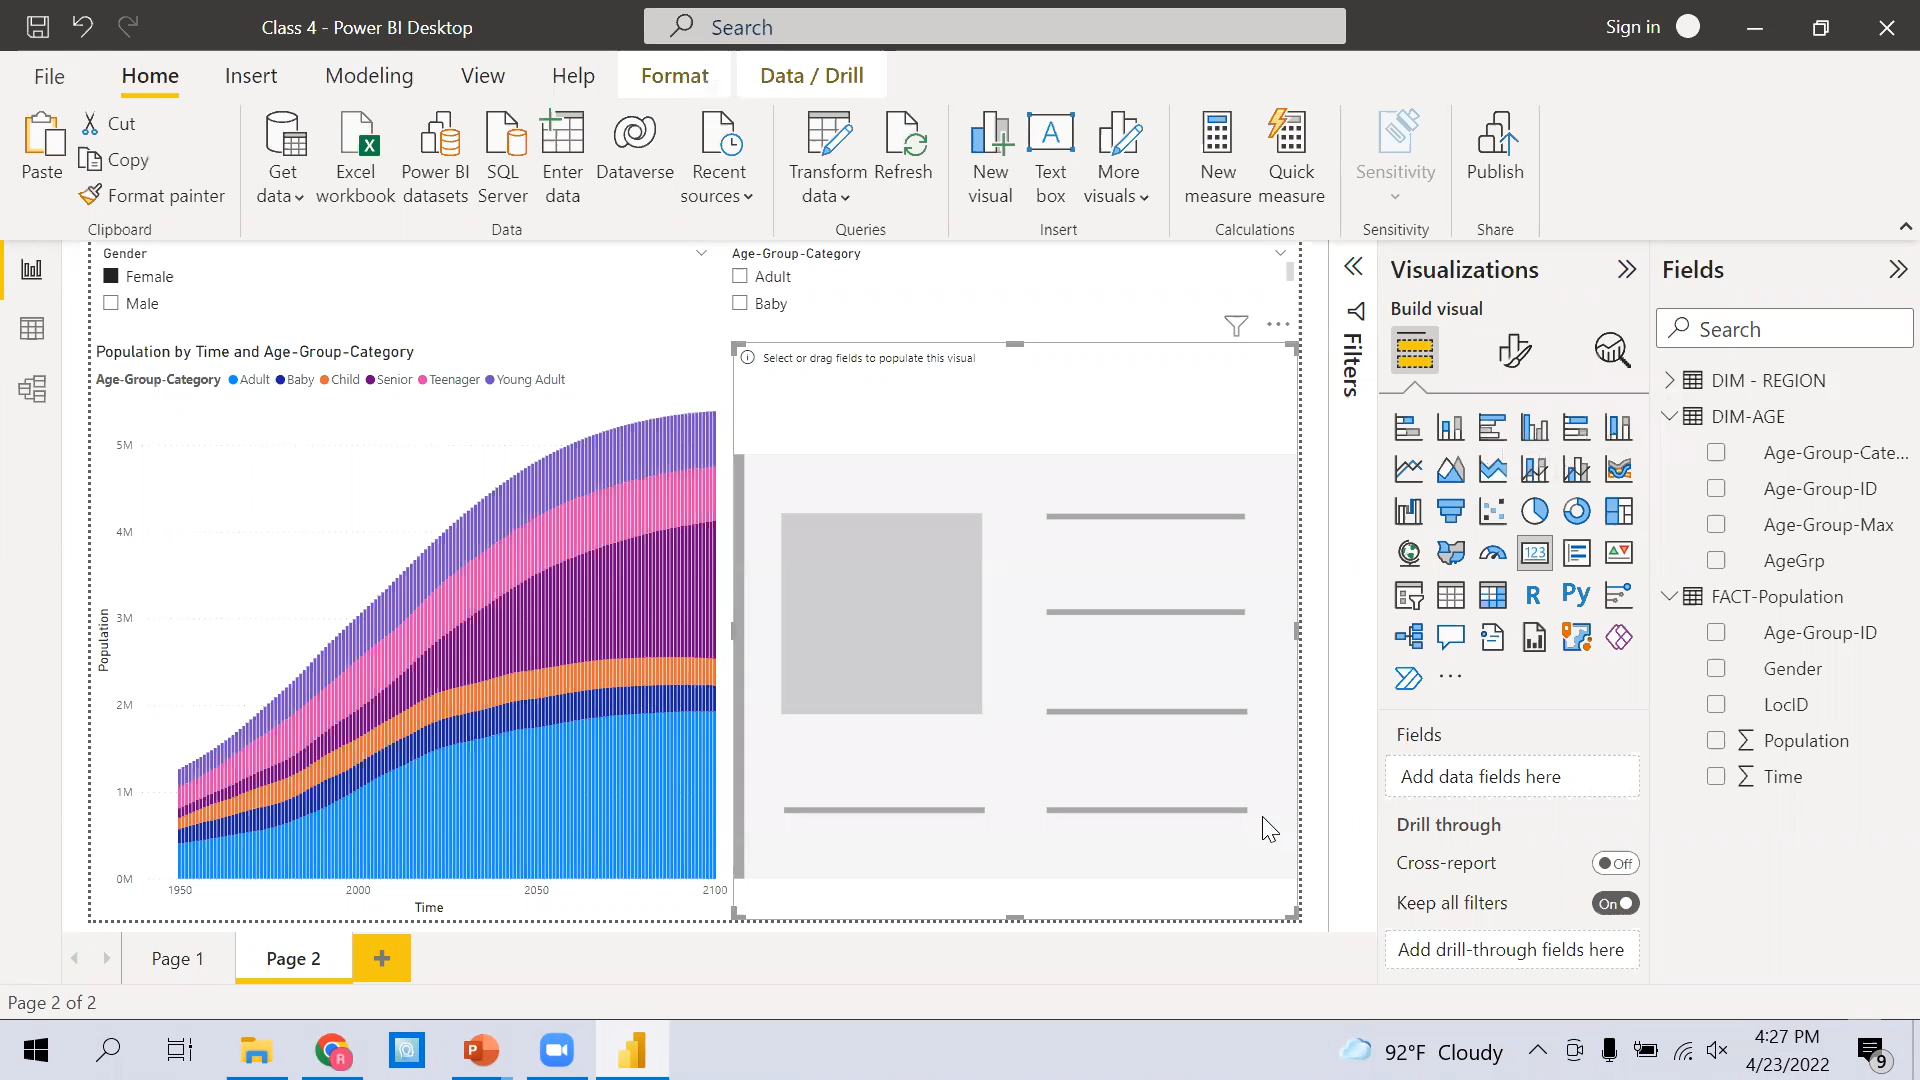 Class 4 - Power BI Desktop
Search
Sign in
File
Home
Insert
Modeling
View
Help
Format
Data / Drill
Paste
Cut
Copy
Format painter
Clipboard
Get data
Excel workbook
Power BI datasets
SQL Server
Enter data
Dataverse
Recent sources
Data
Transform data
Refresh
Queries
New visual
Text box
More visuals
Insert
New measure
Quick measure
Calculations
Sensitivity
Sensitivity
Publish
Share
Gender
Female
Male
Age-Group-Category
Adult
Baby
Population by Time and Age-Group-Category
Age-Group-Category Adult Baby Child Senior Teenager Young Adult
5M
4M
3M
2M
1M
0M
Population
1950 2000 2050 2100
Time
Select or drag fields to populate this visual
Filters
Visualizations
Build visual
123
R
Py
Fields
Add data fields here
Drill through
Cross-report
Off
Keep all filters
On
Add drill-through fields here
Fields
Search
DIM - REGION
DIM-AGE
Age-Group-Cate...
Age-Group-ID
Age-Group-Max
AgeGrp
FACT-Population
Age-Group-ID
Gender
LocID
Population
Time
Page 1
Page 2
Page 2 of 2
92°F Cloudy
4:27 PM
4/23/2022
9